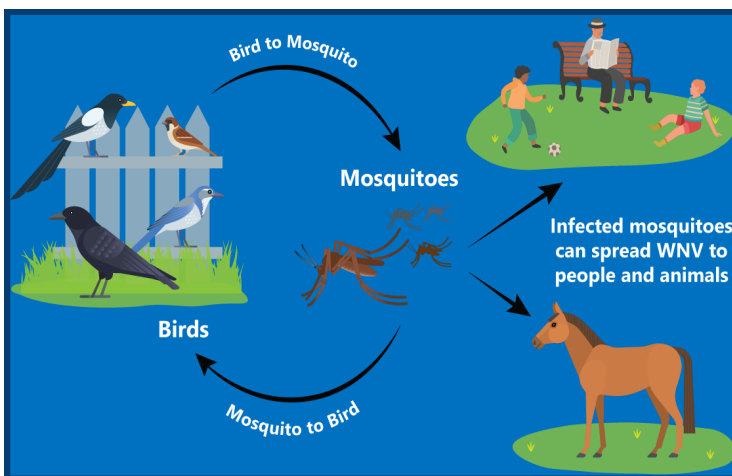 Bird to Mosquito
Mosquitoes
Infected mosquitoes
can spread WNV to
people and animals
Birds
Mosquito to Bird